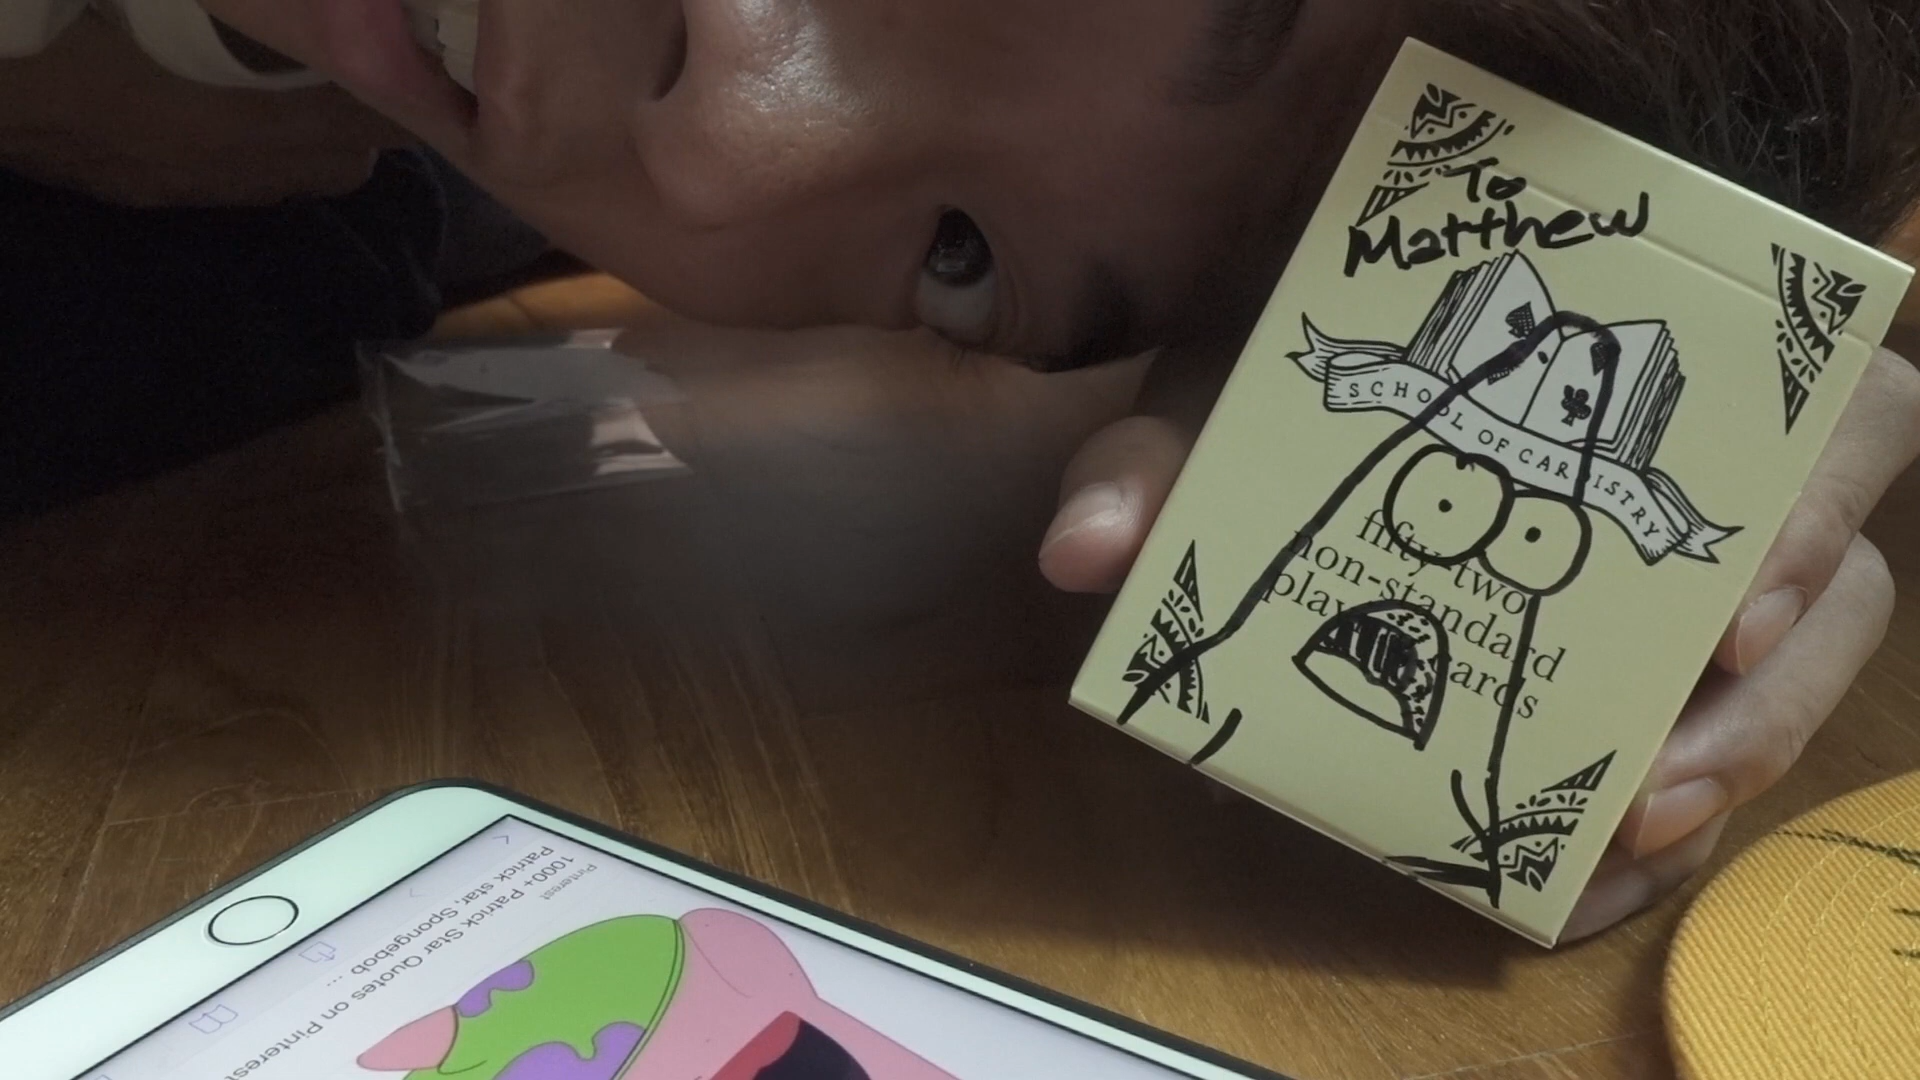 To
Matthew
SCHOOL OF CARDISTRY
fifty-two
non-standard
playing cards
Pinterest
1000+ Patrick Star Quotes on Pinterest
Patrick star, Spongebob ...